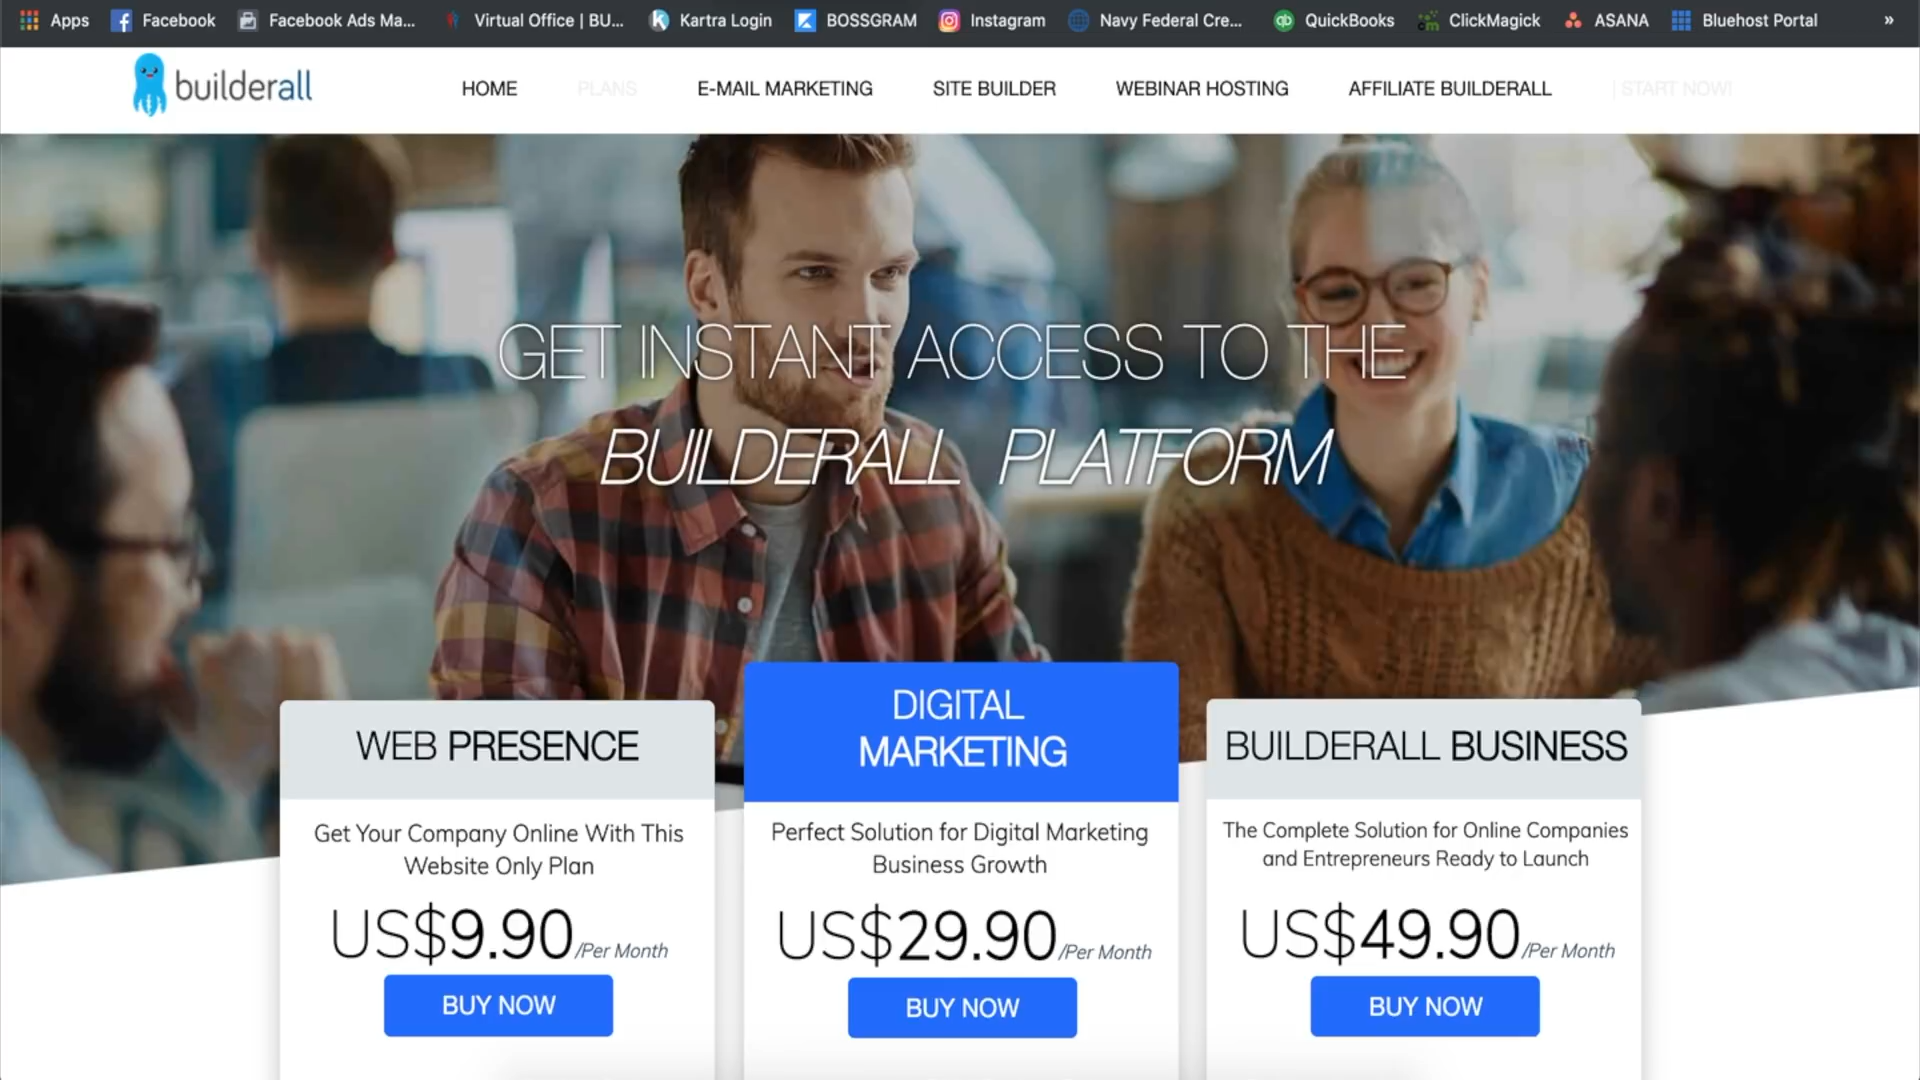 Apps Facebook Facebook Ads Ma... Virtual Office | BU... Kartra Login BOSSGRAM Instagram Navy Federal Cre... QuickBooks ClickMagick ASANA Bluehost Portal »
builderall HOME PLANS E-MAIL MARKETING SITE BUILDER WEBINAR HOSTING AFFILIATE BUILDERALL | START NOW!
GET INSTANT ACCESS TO THE
BUILDERALL PLATFORM
WEB PRESENCE
Get Your Company Online With This
Website Only Plan
US$9.90/Per Month
BUY NOW
DIGITAL
MARKETING
Perfect Solution for Digital Marketing
Business Growth
US$29.90/Per Month
BUY NOW
BUILDERALL BUSINESS
The Complete Solution for Online Companies
and Entrepreneurs Ready to Launch
US$49.90/Per Month
BUY NOW